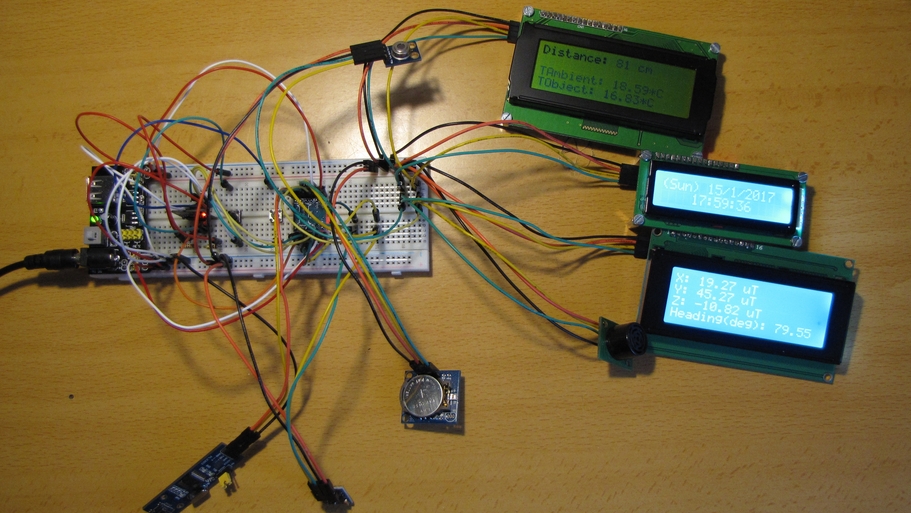 Distance: 81 cm
TAmbient: 18.59*C
TObject: 16.83*C
(Sun) 15/1/2017
17:59:36
X: 19.27 uT
Y: 45.27 uT
Z: -10.82 uT
Heading(deg): 79.55